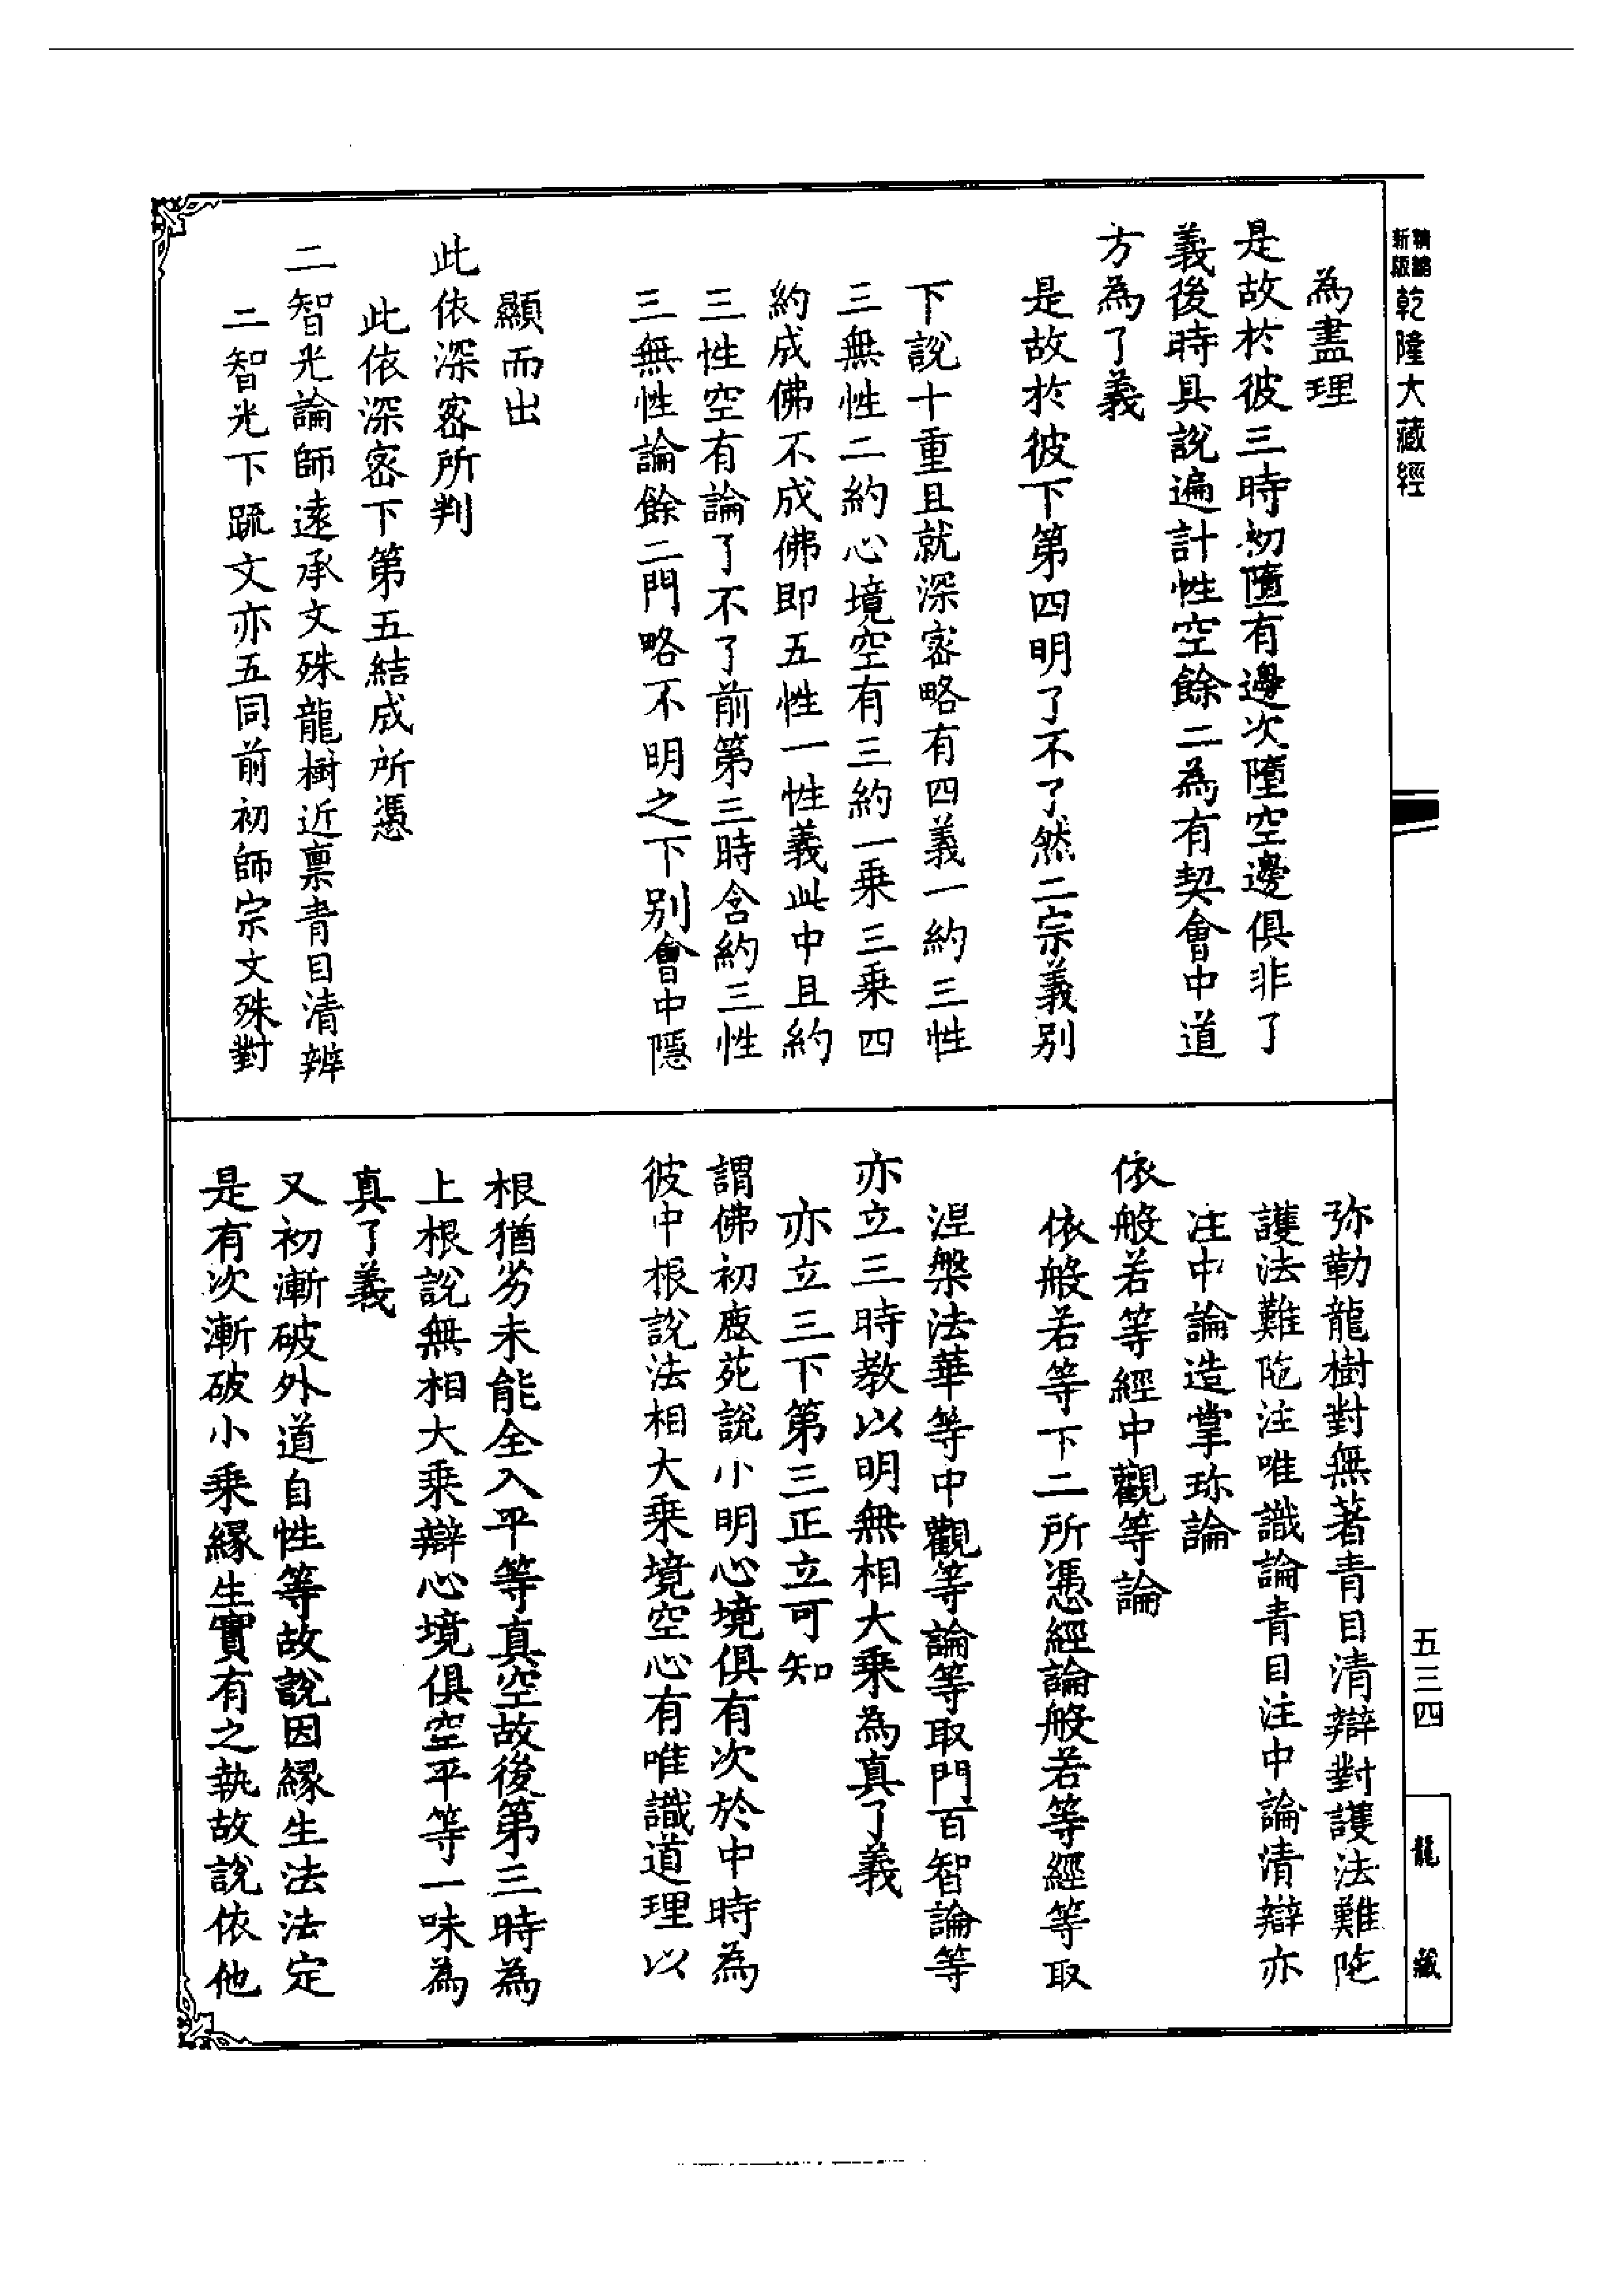 精編
新版
乾隆大藏經
為盡理
是故於彼三時初墮有邊次墮空邊俱非了
義後時具說遍計性空餘二為有契會中道
方為了義
是故於彼下第四明了不了然二宗義別
下說十重且就深密略有四義一約三性
三無性二約心境空有三約一乘三乘四
約成佛不成佛即五性一性義此中且約
三性空有論了不了前第三時含約三性
三無性論餘二門略不明之下別會中隱
顯而出
此依深密所判
此依深密下第五結成所憑
二智光論師遠承文殊龍樹近稟青目清辨
二智光下䟽文亦五同前初師宗文殊對
彌勒龍樹對無著青目清辯對護法難陀
護法難陀注唯識論青目注中論清辯亦
注中論造掌珍論
依般若等經中觀等論
依般若等下二所憑經論般若等經等取
涅槃法華等中觀等論等取門百智論等
亦立三時教以明無相大乘為真了義
亦立三下第三正立可知
謂佛初鹿苑說小明心境俱有次於中時為
彼中根說法相大乘境空心有唯識道理以
根猶劣未能全入平等真空故後第三時為
上根說無相大乘辯心境俱空平等一味為
真了義
又初漸破外道自性等故說因緣生法法定
是有次漸破小乘緣生實有之執故說依他
五三四
龍藏